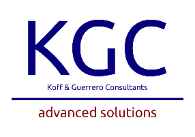 KGC
Koff & Guerrero Consultants
advanced solutions